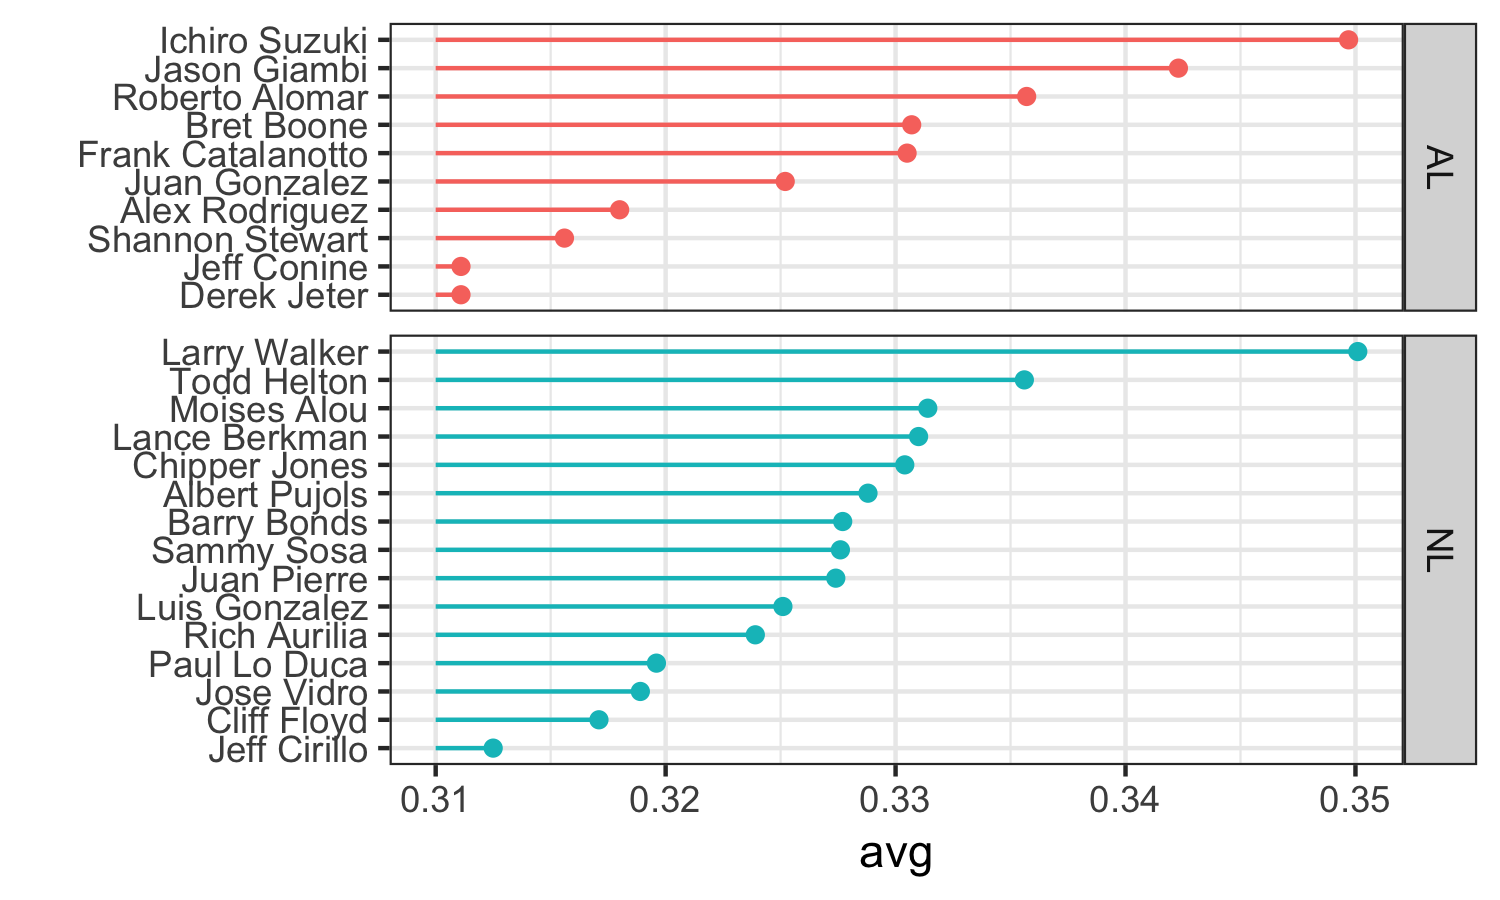 Ichiro Suzuki
Jason Giambi
Roberto Alomar
Bret Boone
Frank Catalanotto
Juan Gonzalez
Alex Rodriguez
Shannon Stewart
Jeff Conine
Derek Jeter
AL
Larry Walker
Todd Helton
Moises Alou
Lance Berkman
Chipper Jones
Albert Pujols
Barry Bonds
Sammy Sosa
Juan Pierre
Luis Gonzalez
Rich Aurilia
Paul Lo Duca
Jose Vidro
Cliff Floyd
Jeff Cirillo
NL
0.31 0.32 0.33 0.34 0.35
avg